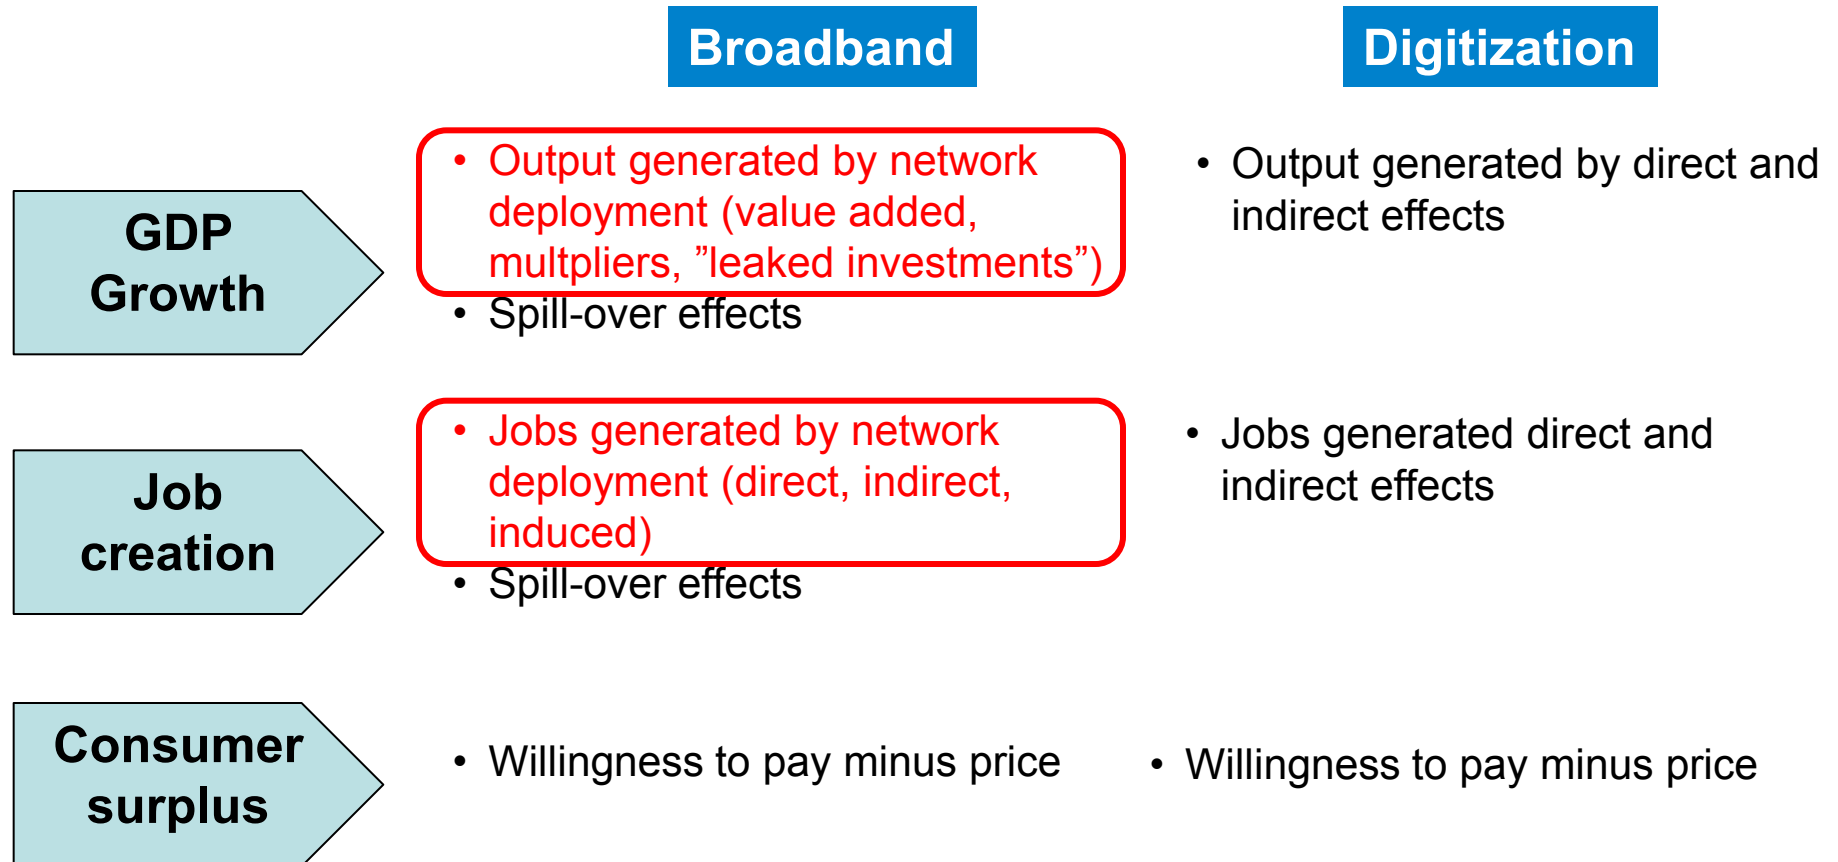 Broadband
Digitization
GDP
Growth
• Output generated by network
deployment (value added,
multpliers, ”leaked investments”)
• Spill-over effects
• Output generated by direct and
indirect effects
Job
creation
• Jobs generated by network
deployment (direct, indirect,
induced)
• Spill-over effects
• Jobs generated direct and
indirect effects
Consumer
surplus
• Willingness to pay minus price
• Willingness to pay minus price